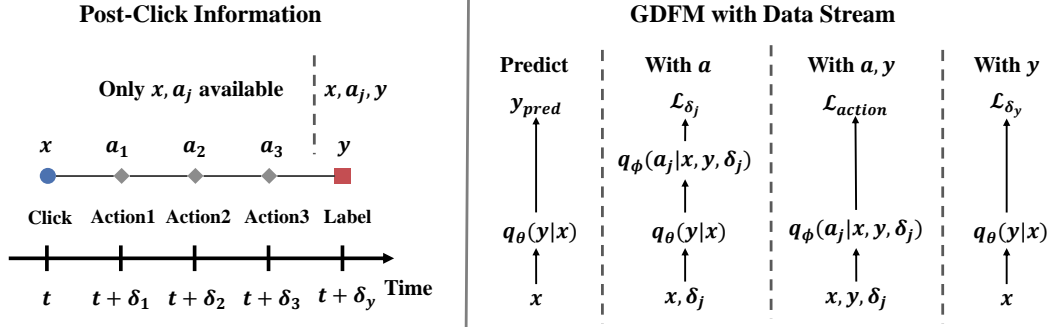 Post-Click Information
Only x, a_j available
x, a_j, y
x a_1 a_2 a_3 y
Click Action1 Action2 Action3 Label
t t + δ_1 t + δ_2 t + δ_3 t + δ_y Time
GDFM with Data Stream
Predict With a With a, y With y
y_pred ℒ_δ_j ℒ_action ℒ_δ_y
q_ϕ(a_j|x, y, δ_j)
q_θ(y|x) q_θ(y|x) q_ϕ(a_j|x, y, δ_j) q_θ(y|x)
x x, δ_j x, y, δ_j x